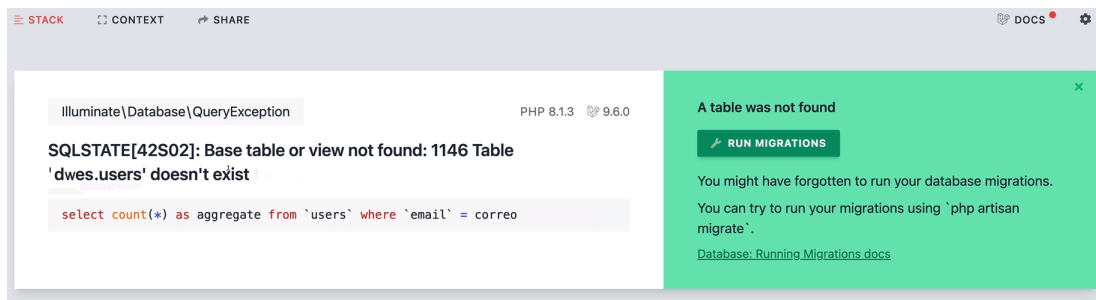 STACK CONTEXT SHARE DOCS
Illuminate\Database\QueryException
PHP 8.1.3 9.6.0
SQLSTATE[42S02]: Base table or view not found: 1146 Table
'dwes.users' doesn't exist
select count(*) as aggregate from `users` where `email` = correo
A table was not found
RUN MIGRATIONS
You might have forgotten to run your database migrations.
You can try to run your migrations using `php artisan
migrate`.
Database: Running Migrations docs